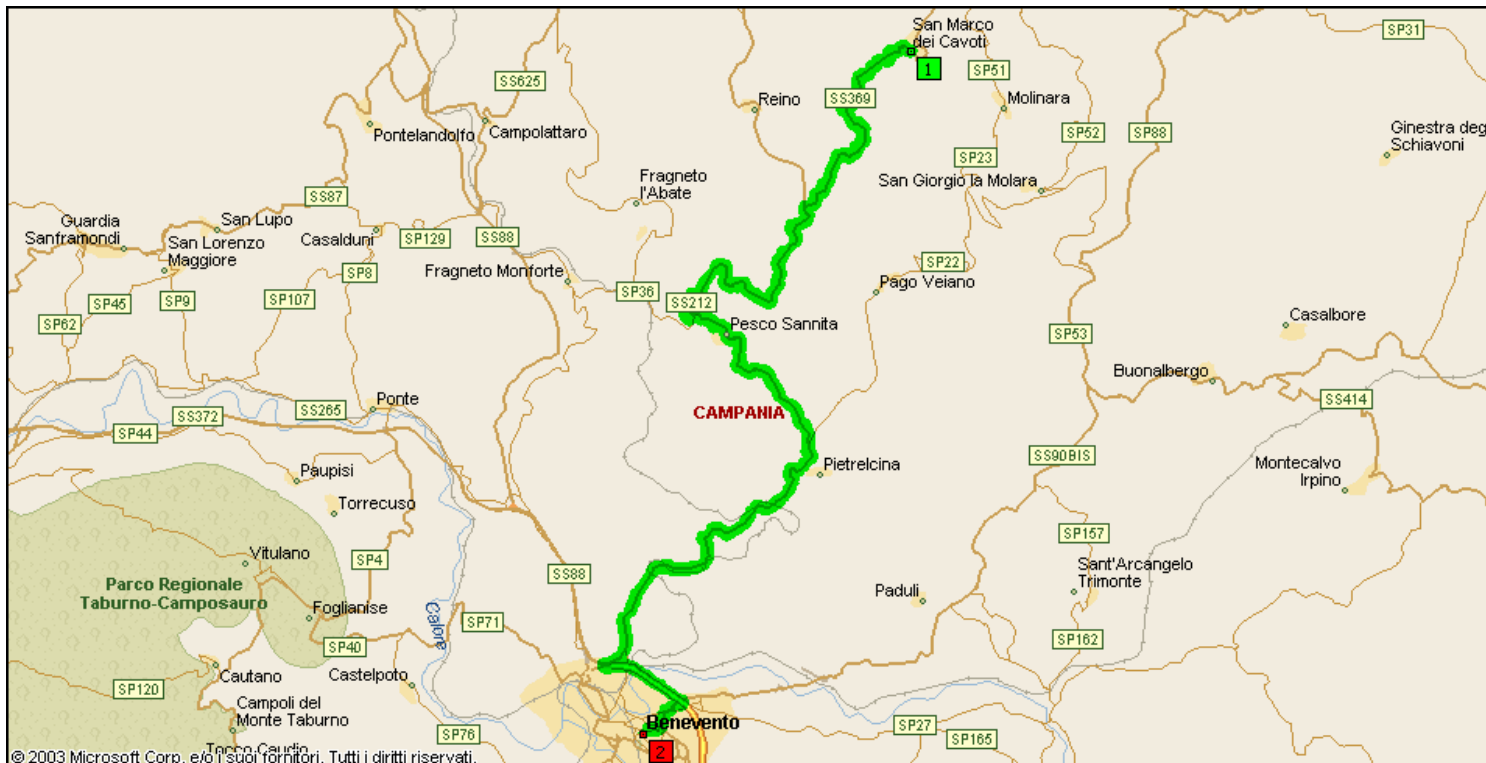 San Marco
dei Cavoti
1
SP31
SS625
SP51
SS369
Reino
Molinara
Pontelandolfo
Campolattaro
SP52
SP88
Ginestra deg
Schiavoni
SP23
Fragneto
l'Abate
San Giorgio la Molara
SS87
San Lupo
Guardia
Sanframondi
San Lorenzo
Maggiore
Casalduni
SP129
SS88
SP8
Fragneto Monforte
SP22
SP36
Pago Veiano
SP45
SP9
SP107
SS212
SP62
Pesco Sannita
Casalbore
SP53
Buonalbergo
Ponte
SS372
SS265
SP44
CAMPANIA
SS414
SS90BIS
Pietrelcina
Montecalvo
Irpino
Paupisi
Torrecuso
SP157
Vitulano
SP4
SS88
Sant'Arcangelo
Trimonte
Parco Regionale
Taburno-Camposauro
Paduli
Foglianise
Calore
SP71
SP162
SP40
Cautano
Castelpoto
SP120
Campoli del
Monte Taburno
Benevento
SP76
SP27
SP165
Tocco Caudio
2
© 2003 Microsoft Corp. e/o i suoi fornitori. Tutti i diritti riservati.